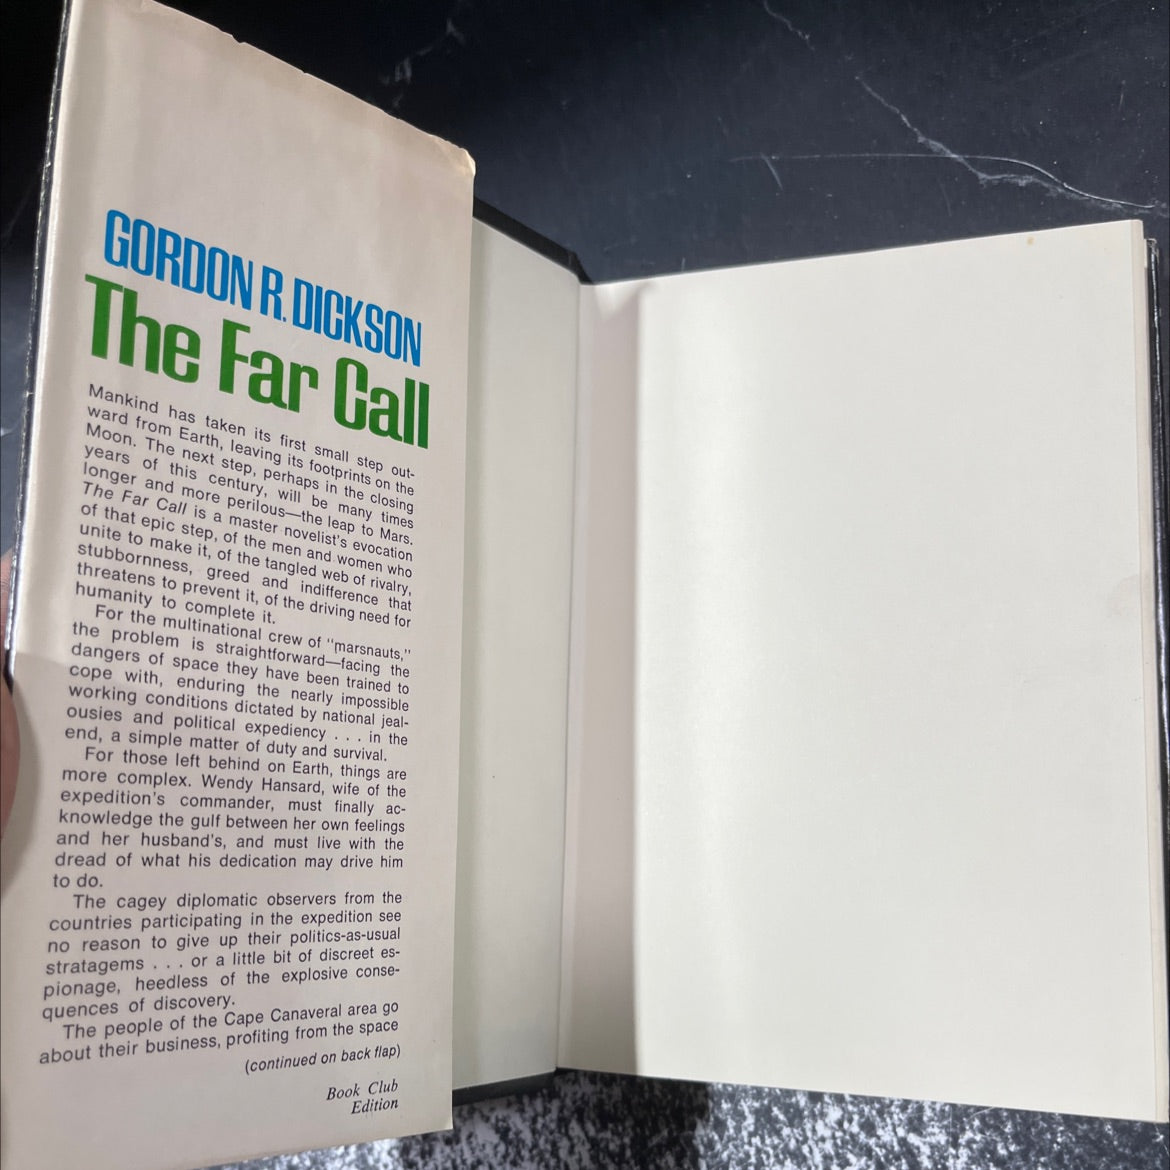 GORDON R. DICKSON
The Far Call
Mankind has taken its first small step out-
ward from Earth, leaving its footprints on the
Moon. The next step, perhaps in the closing
years of this century, will be many times
longer and more perilous—the leap to Mars.
The Far Call is a master novelist's evocation
of that epic step, of the men and women who
unite to make it, of the tangled web of rivalry,
stubbornness, greed and indifference that
threatens to prevent it, of the driving need for
humanity to complete it.
For the multinational crew of "marsnauts,"
the problem is straightforward—facing the
dangers of space they have been trained to
cope with, enduring the nearly impossible
working conditions dictated by national jeal-
ousies and political expediency . . . in the
end, a simple matter of duty and survival.
For those left behind on Earth, things are
more complex. Wendy Hansard, wife of the
expedition's commander, must finally ac-
knowledge the gulf between her own feelings
and her husband's, and must live with the
dread of what his dedication may drive him
to do.
The cagey diplomatic observers from the
countries participating in the expedition see
no reason to give up their politics-as-usual
stratagems . . . or a little bit of discreet es-
pionage, heedless of the explosive conse-
quences of discovery.
The people of the Cape Canaveral area go
about their business, profiting from the space
(continued on back flap)
Book Club
Edition